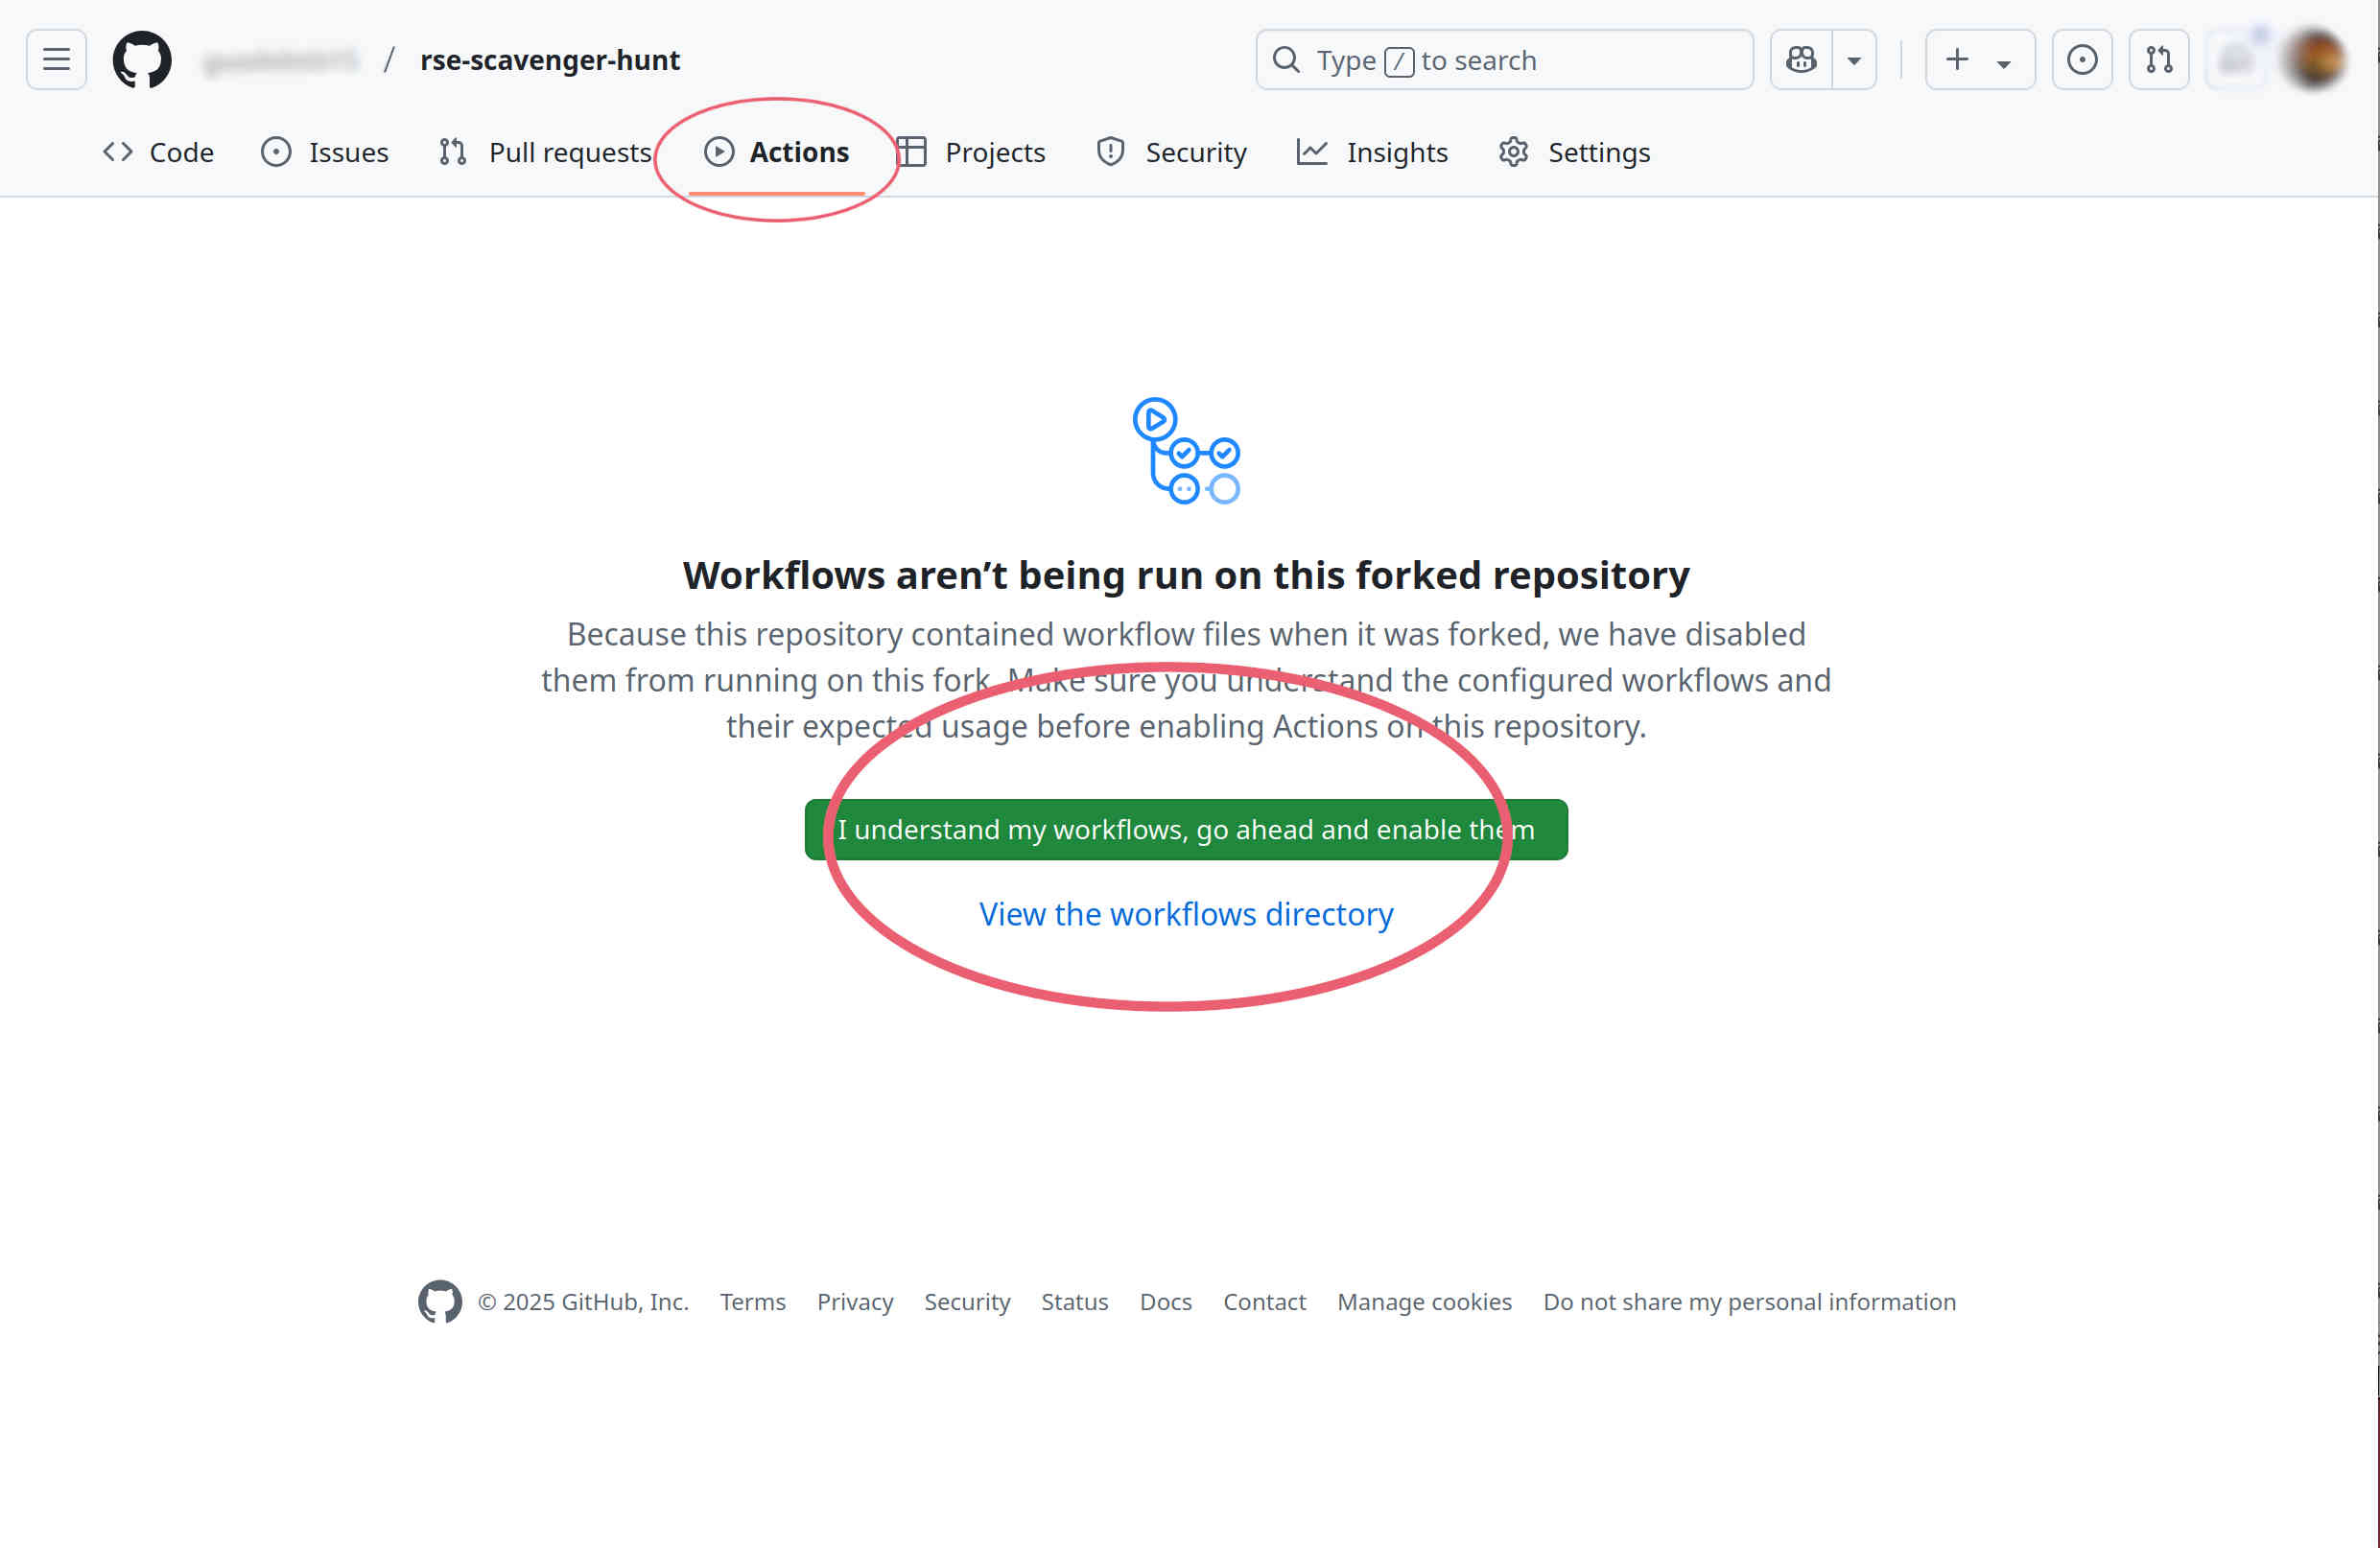 / rse-scavenger-hunt Type / to search
Code Issues Pull requests Actions Projects Security Insights Settings
Workflows aren’t being run on this forked repository
Because this repository contained workflow files when it was forked, we have disabled
them from running on this fork. Make sure you understand the configured workflows and
their expected usage before enabling Actions on this repository.
I understand my workflows, go ahead and enable them
View the workflows directory
© 2025 GitHub, Inc. Terms Privacy Security Status Docs Contact Manage cookies Do not share my personal information